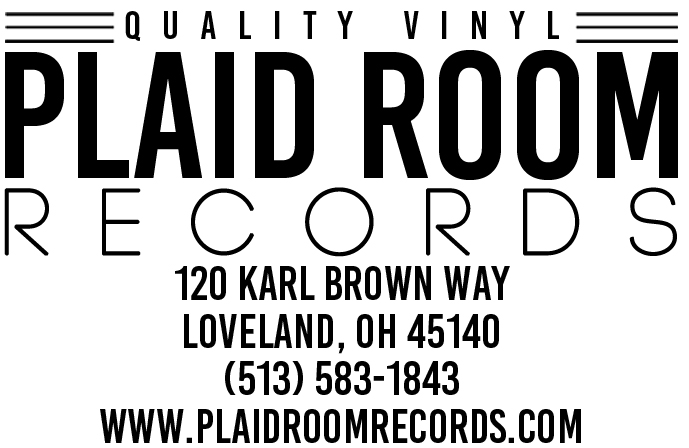 QUALITY VINYL
PLAID ROOM
RECORDS
120 KARL BROWN WAY
LOVELAND, OH 45140
(513) 583-1843
WWW.PLAIDROOMRECORDS.COM